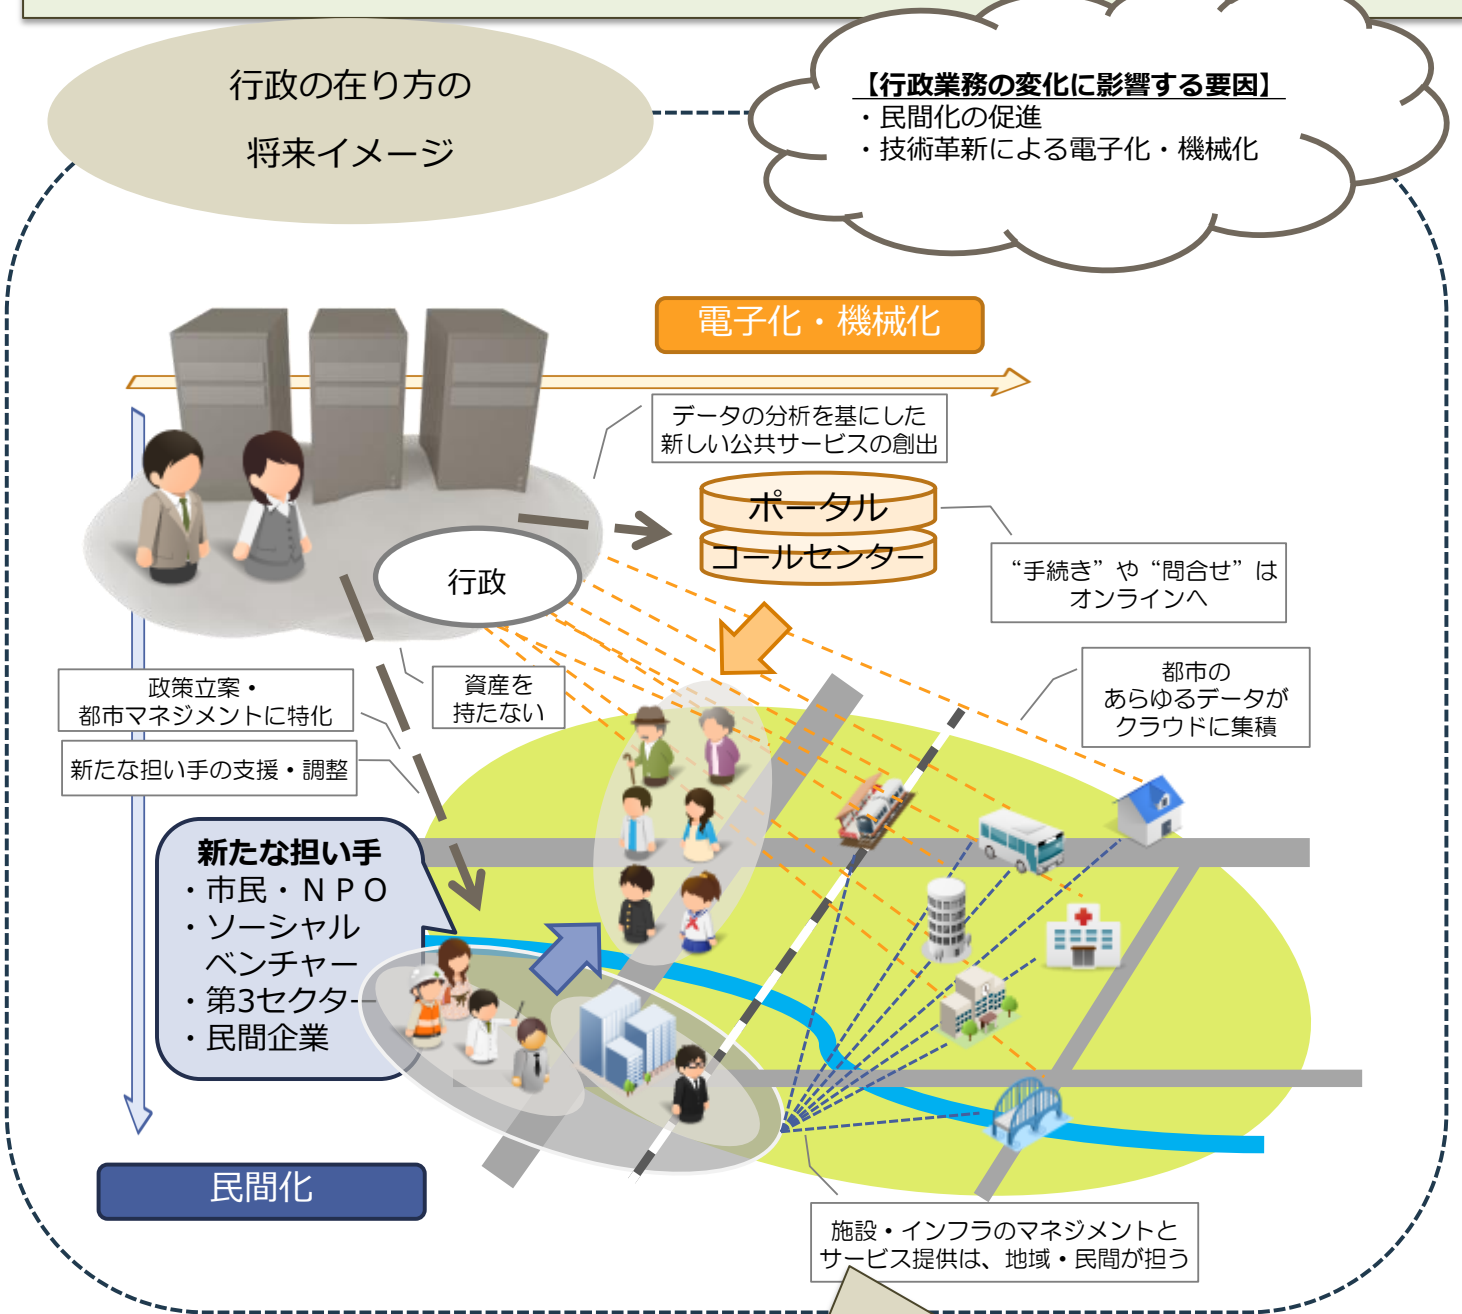 行政の在り方の
将来イメージ
【行政業務の変化に影響する要因】
・民間化の促進
・技術革新による電子化・機械化
電子化・機械化
データの分析を基にした
新しい公共サービスの創出
ポータル
コールセンター
“手続き”や“問合せ”は
オンラインへ
行政
都市の
あらゆるデータが
クラウドに集積
資産を
持たない
政策立案・
都市マネジメントに特化
新たな担い手の支援・調整
新たな担い手
・市民・ＮＰＯ
・ソーシャル
ベンチャー
・第3セクター
・民間企業
民間化
施設・インフラのマネジメントと
サービス提供は、地域・民間が担う